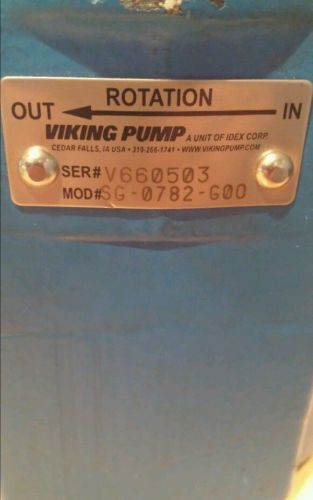 ROTATION
OUT IN
VIKING PUMP A UNIT OF IDEX CORP.
CEDAR FALLS, IA USA • 319-266-1741 • WWW.VIKINGPUMP.COM
SER# V660503
MOD# SG-0782-G00